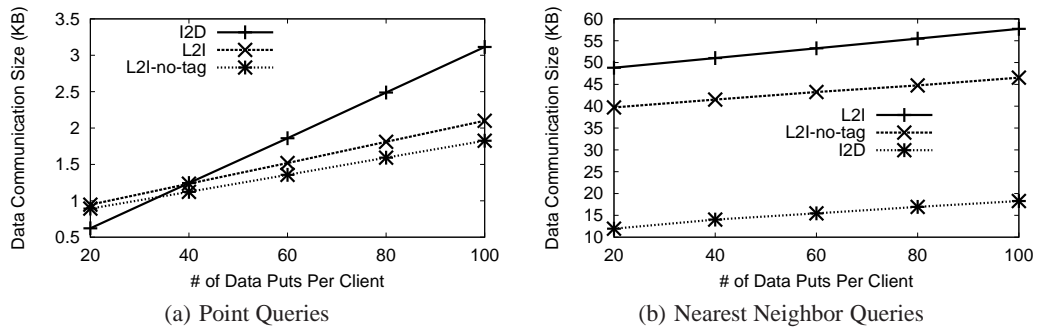 Data Communication Size (KB)
3.5
3
2.5
2
1.5
1
0.5
I2D
L2I
L2I-no-tag
20 40 60 80 100
# of Data Puts Per Client
(a) Point Queries
Data Communication Size (KB)
60
55
50
45
40
35
30
25
20
15
10
L2I
L2I-no-tag
I2D
20 40 60 80 100
# of Data Puts Per Client
(b) Nearest Neighbor Queries